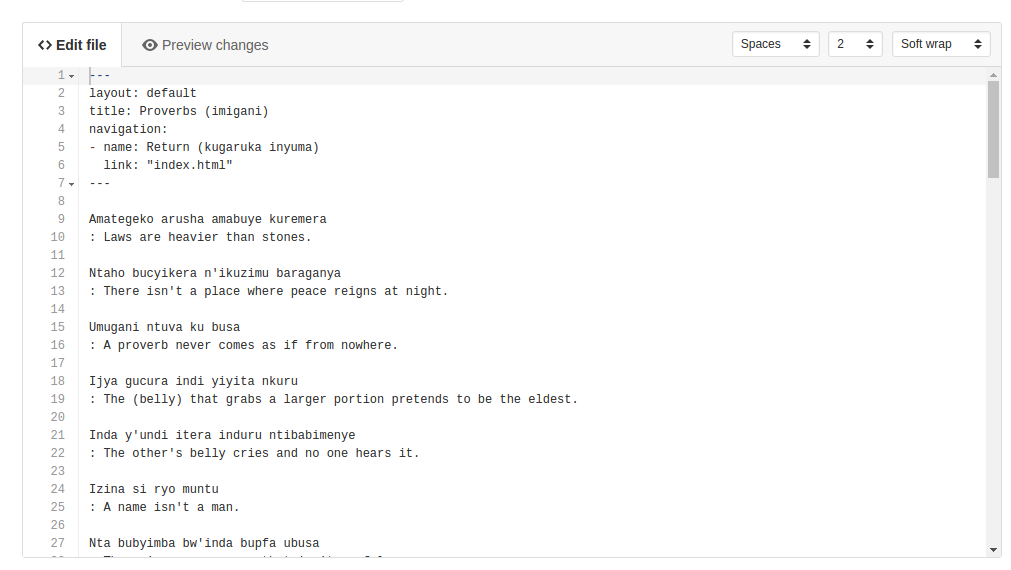 Edit file
Preview changes
Spaces
2
Soft wrap
1 ---
2 layout: default
3 title: Proverbs (imigani)
4 navigation:
5 - name: Return (kugaruka inyuma)
6 link: "index.html"
7 ---
8
9 Amategeko arusha amabuye kuremera
10 : Laws are heavier than stones.
11
12 Ntaho bucyikera n'ikuzimu baraganya
13 : There isn't a place where peace reigns at night.
14
15 Umugani ntuva ku busa
16 : A proverb never comes as if from nowhere.
17
18 Ijya gucura indi yiyita nkuru
19 : The (belly) that grabs a larger portion pretends to be the eldest.
20
21 Inda y'undi itera induru ntibabimenye
22 : The other's belly cries and no one hears it.
23
24 Izina si ryo muntu
25 : A name isn't a man.
26
27 Nta bubyimba bw'inda bupfa ubusa